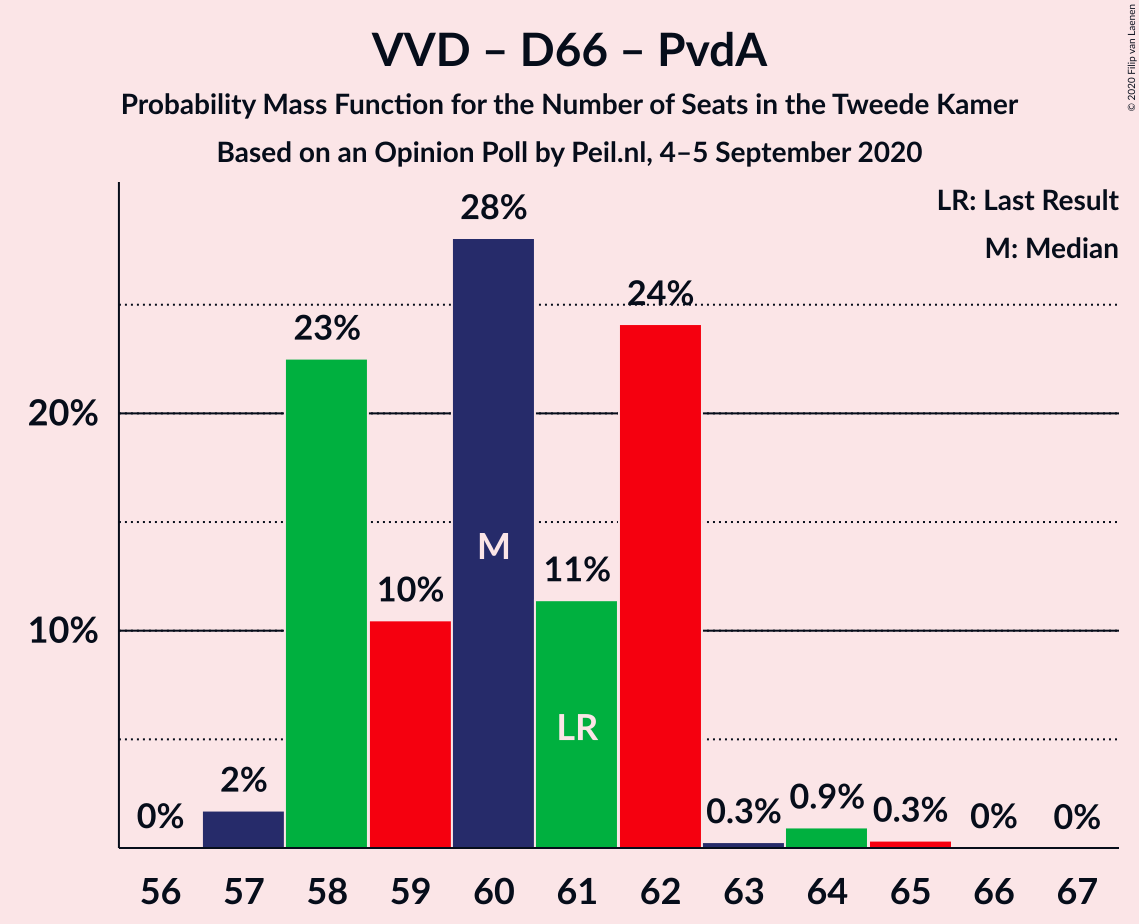 VVD – D66 – PvdA
Probability Mass Function for the Number of Seats in the Tweede Kamer
Based on an Opinion Poll by Peil.nl, 4–5 September 2020
© 2020 Filip van Laenen
LR: Last Result
M: Median
28%
24%
23%
20%
M
11%
10%
10%
LR
2%
0%
0.3%
0.9%
0.3%
0%
0%
56 57 58 59 60 61 62 63 64 65 66 67